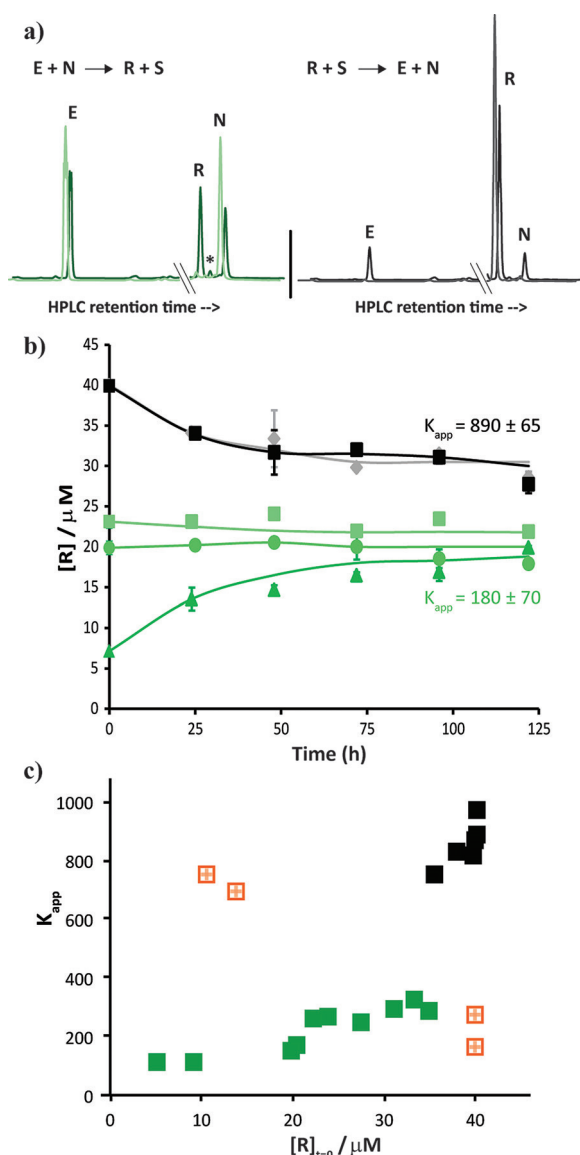 a)
E + N → R + S
R + S → E + N
E
R
*
N
E
R
N
HPLC retention time -->
HPLC retention time -->
b)
[R] / μM
45
40
35
30
25
20
15
10
5
0
K_app = 890 ± 65
K_app = 180 ± 70
0 25 50 75 100 125
Time (h)
c)
K_app
1000
800
600
400
200
0
0 10 20 30 40
[R]_t=0 / μM